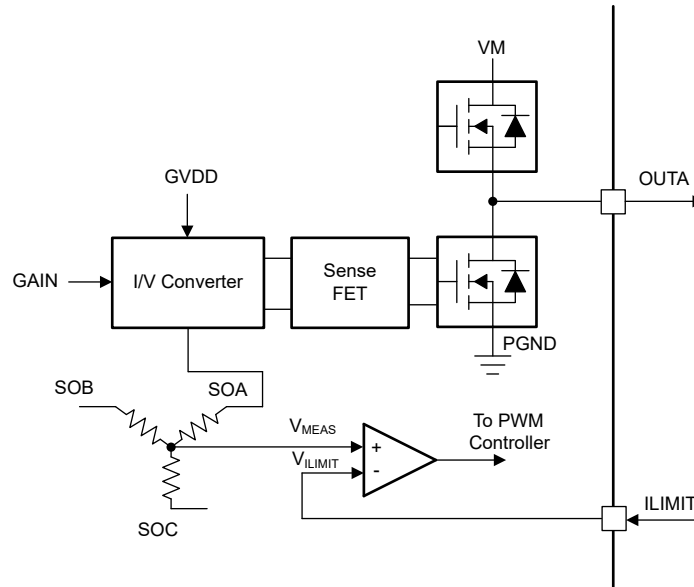 VM
GVDD
OUTA
GAIN
I/V Converter
Sense
FET
PGND
SOB
SOA
VMEAS
+
To PWM
Controller
VILIMIT
-
SOC
ILIMIT